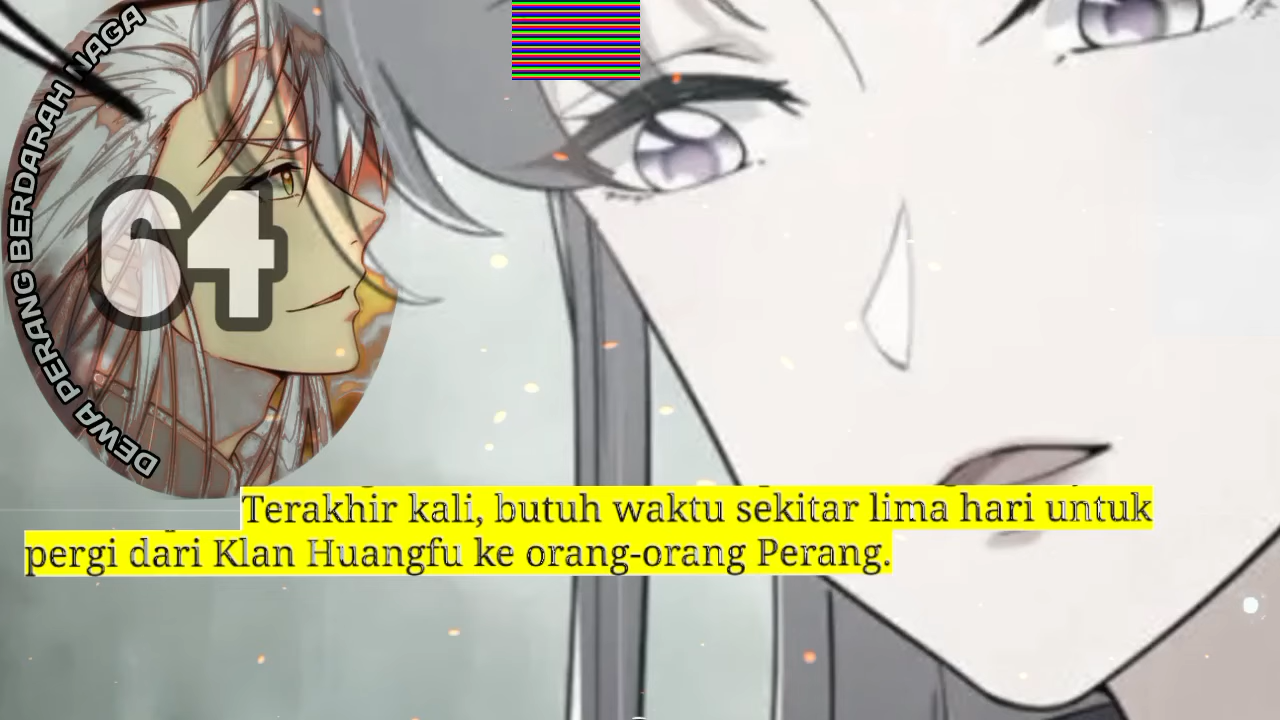 DEWA PERANG BERDARAH NAGA
64
Terakhir kali, butuh waktu sekitar lima hari untuk
pergi dari Klan Huangfu ke orang-orang Perang.